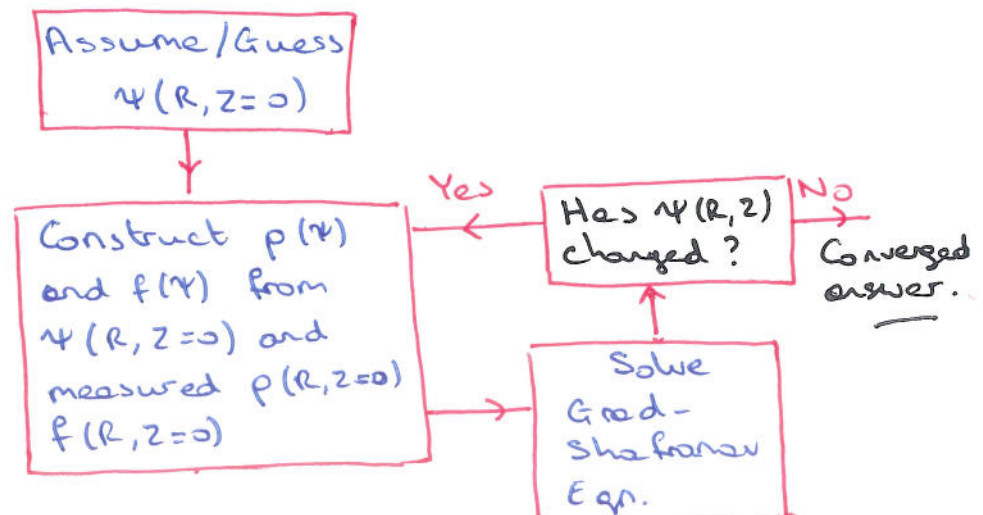 Assume/Guess
ψ(R, Z=0)
Construct p(ψ)
and f(ψ) from
ψ(R, Z=0) and
measured p(R, Z=0)
f(R, Z=0)
Solve
Grad-
Shafranov
Eqn.
Has ψ(R, Z)
changed?
Yes
No
Converged
answer.